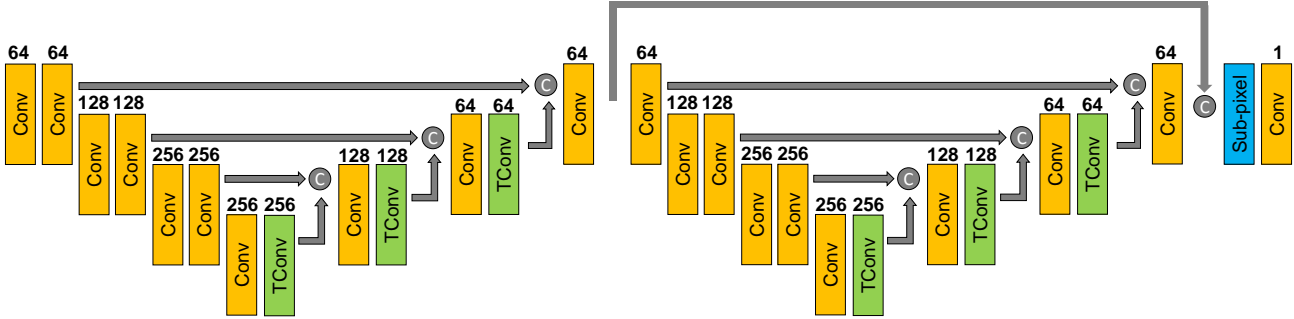 64 64 64 64 64 1
Conv Conv C Conv Conv C Conv C Sub-pixel Conv
128 128 64 64 128 128 64 64
Conv Conv C Conv TConv Conv Conv C Conv TConv
256 256 128 128 256 256 128 128
Conv Conv C Conv TConv Conv Conv C Conv TConv
256 256 256 256
Conv TConv Conv TConv